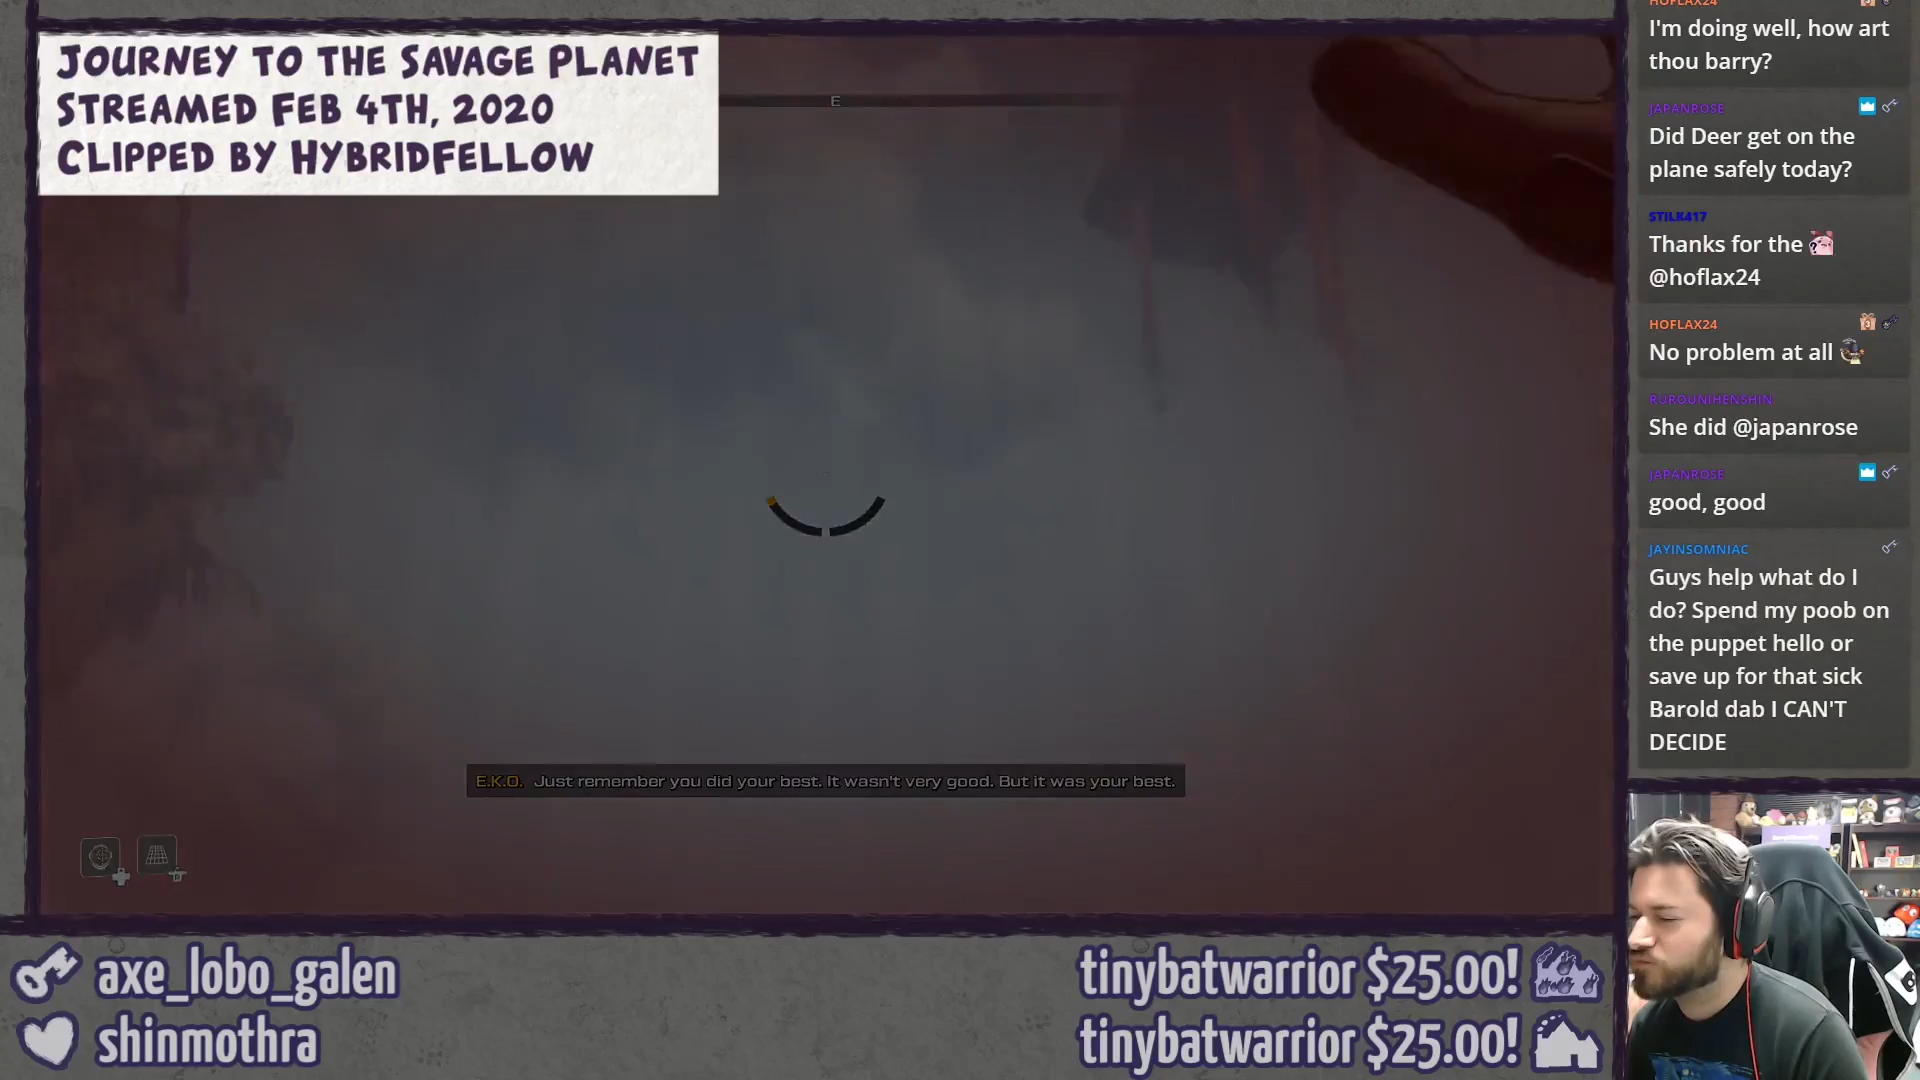 JOURNEY TO THE SAVAGE PLANET
STREAMED FEB 4TH, 2020
CLIPPED BY HYBRIDFELLOW
E
E.K.O. Just remember you did your best. It wasn't very good. But it was your best.
HOFLAX24
I'm doing well, how art
thou barry?
JAPANROSE
Did Deer get on the
plane safely today?
STILK417
Thanks for the
@hoflax24
HOFLAX24
No problem at all
RUROUNIHENSHIN
She did @japanrose
JAPANROSE
good, good
JAYINSOMNIAC
Guys help what do I
do? Spend my poob on
the puppet hello or
save up for that sick
Barold dab I CAN'T
DECIDE
axe_lobo_galen
shinmothra
tinybatwarrior $25.00!
tinybatwarrior $25.00!